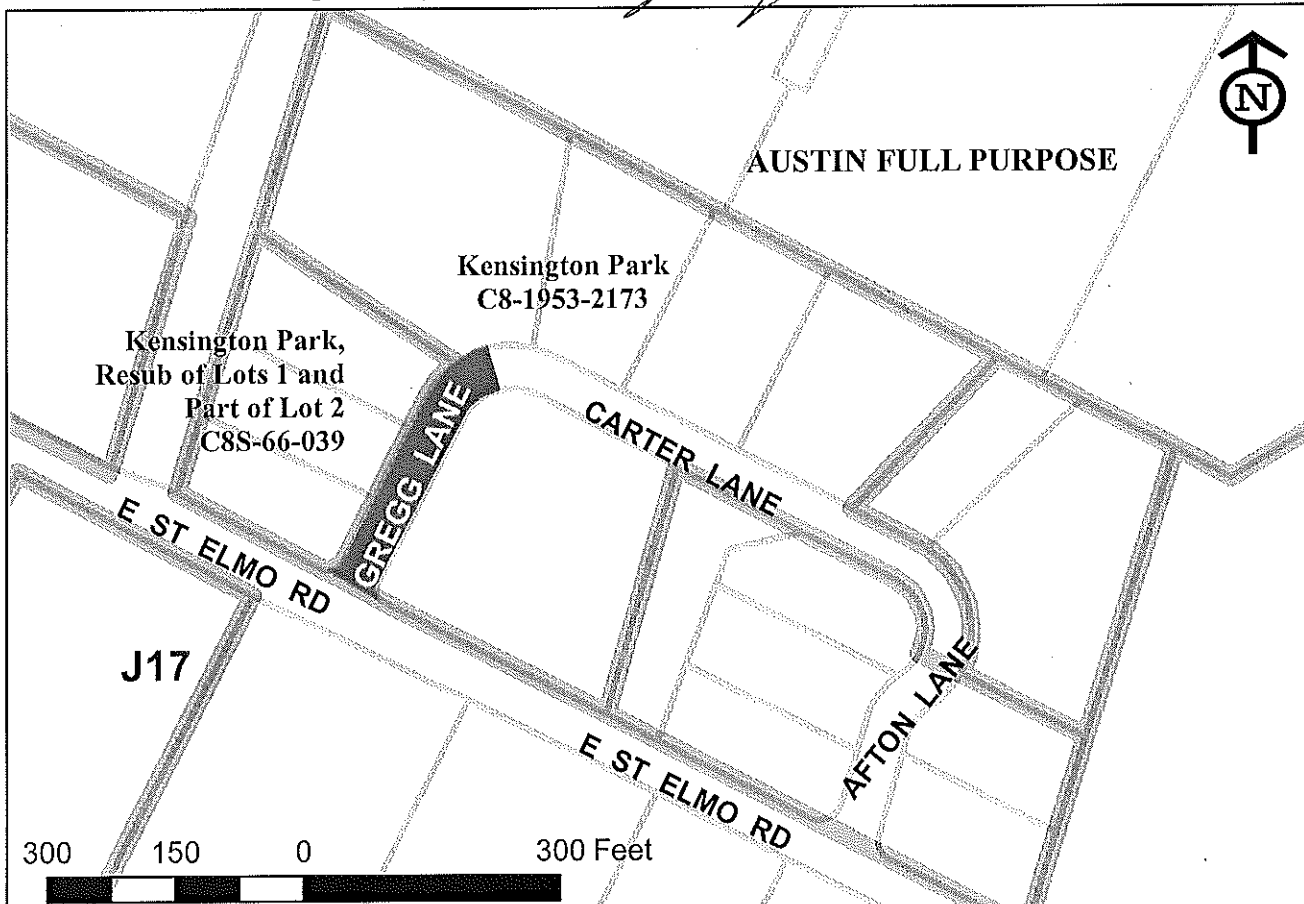 N
AUSTIN FULL PURPOSE
Kensington Park
C8-1953-2173
Kensington Park,
Resub of Lots 1 and
Part of Lot 2
C8S-66-039
GREGG LANE
CARTER LANE
E ST ELMO RD
J17
AFTON LANE
E ST ELMO RD
300 150 0 300 Feet